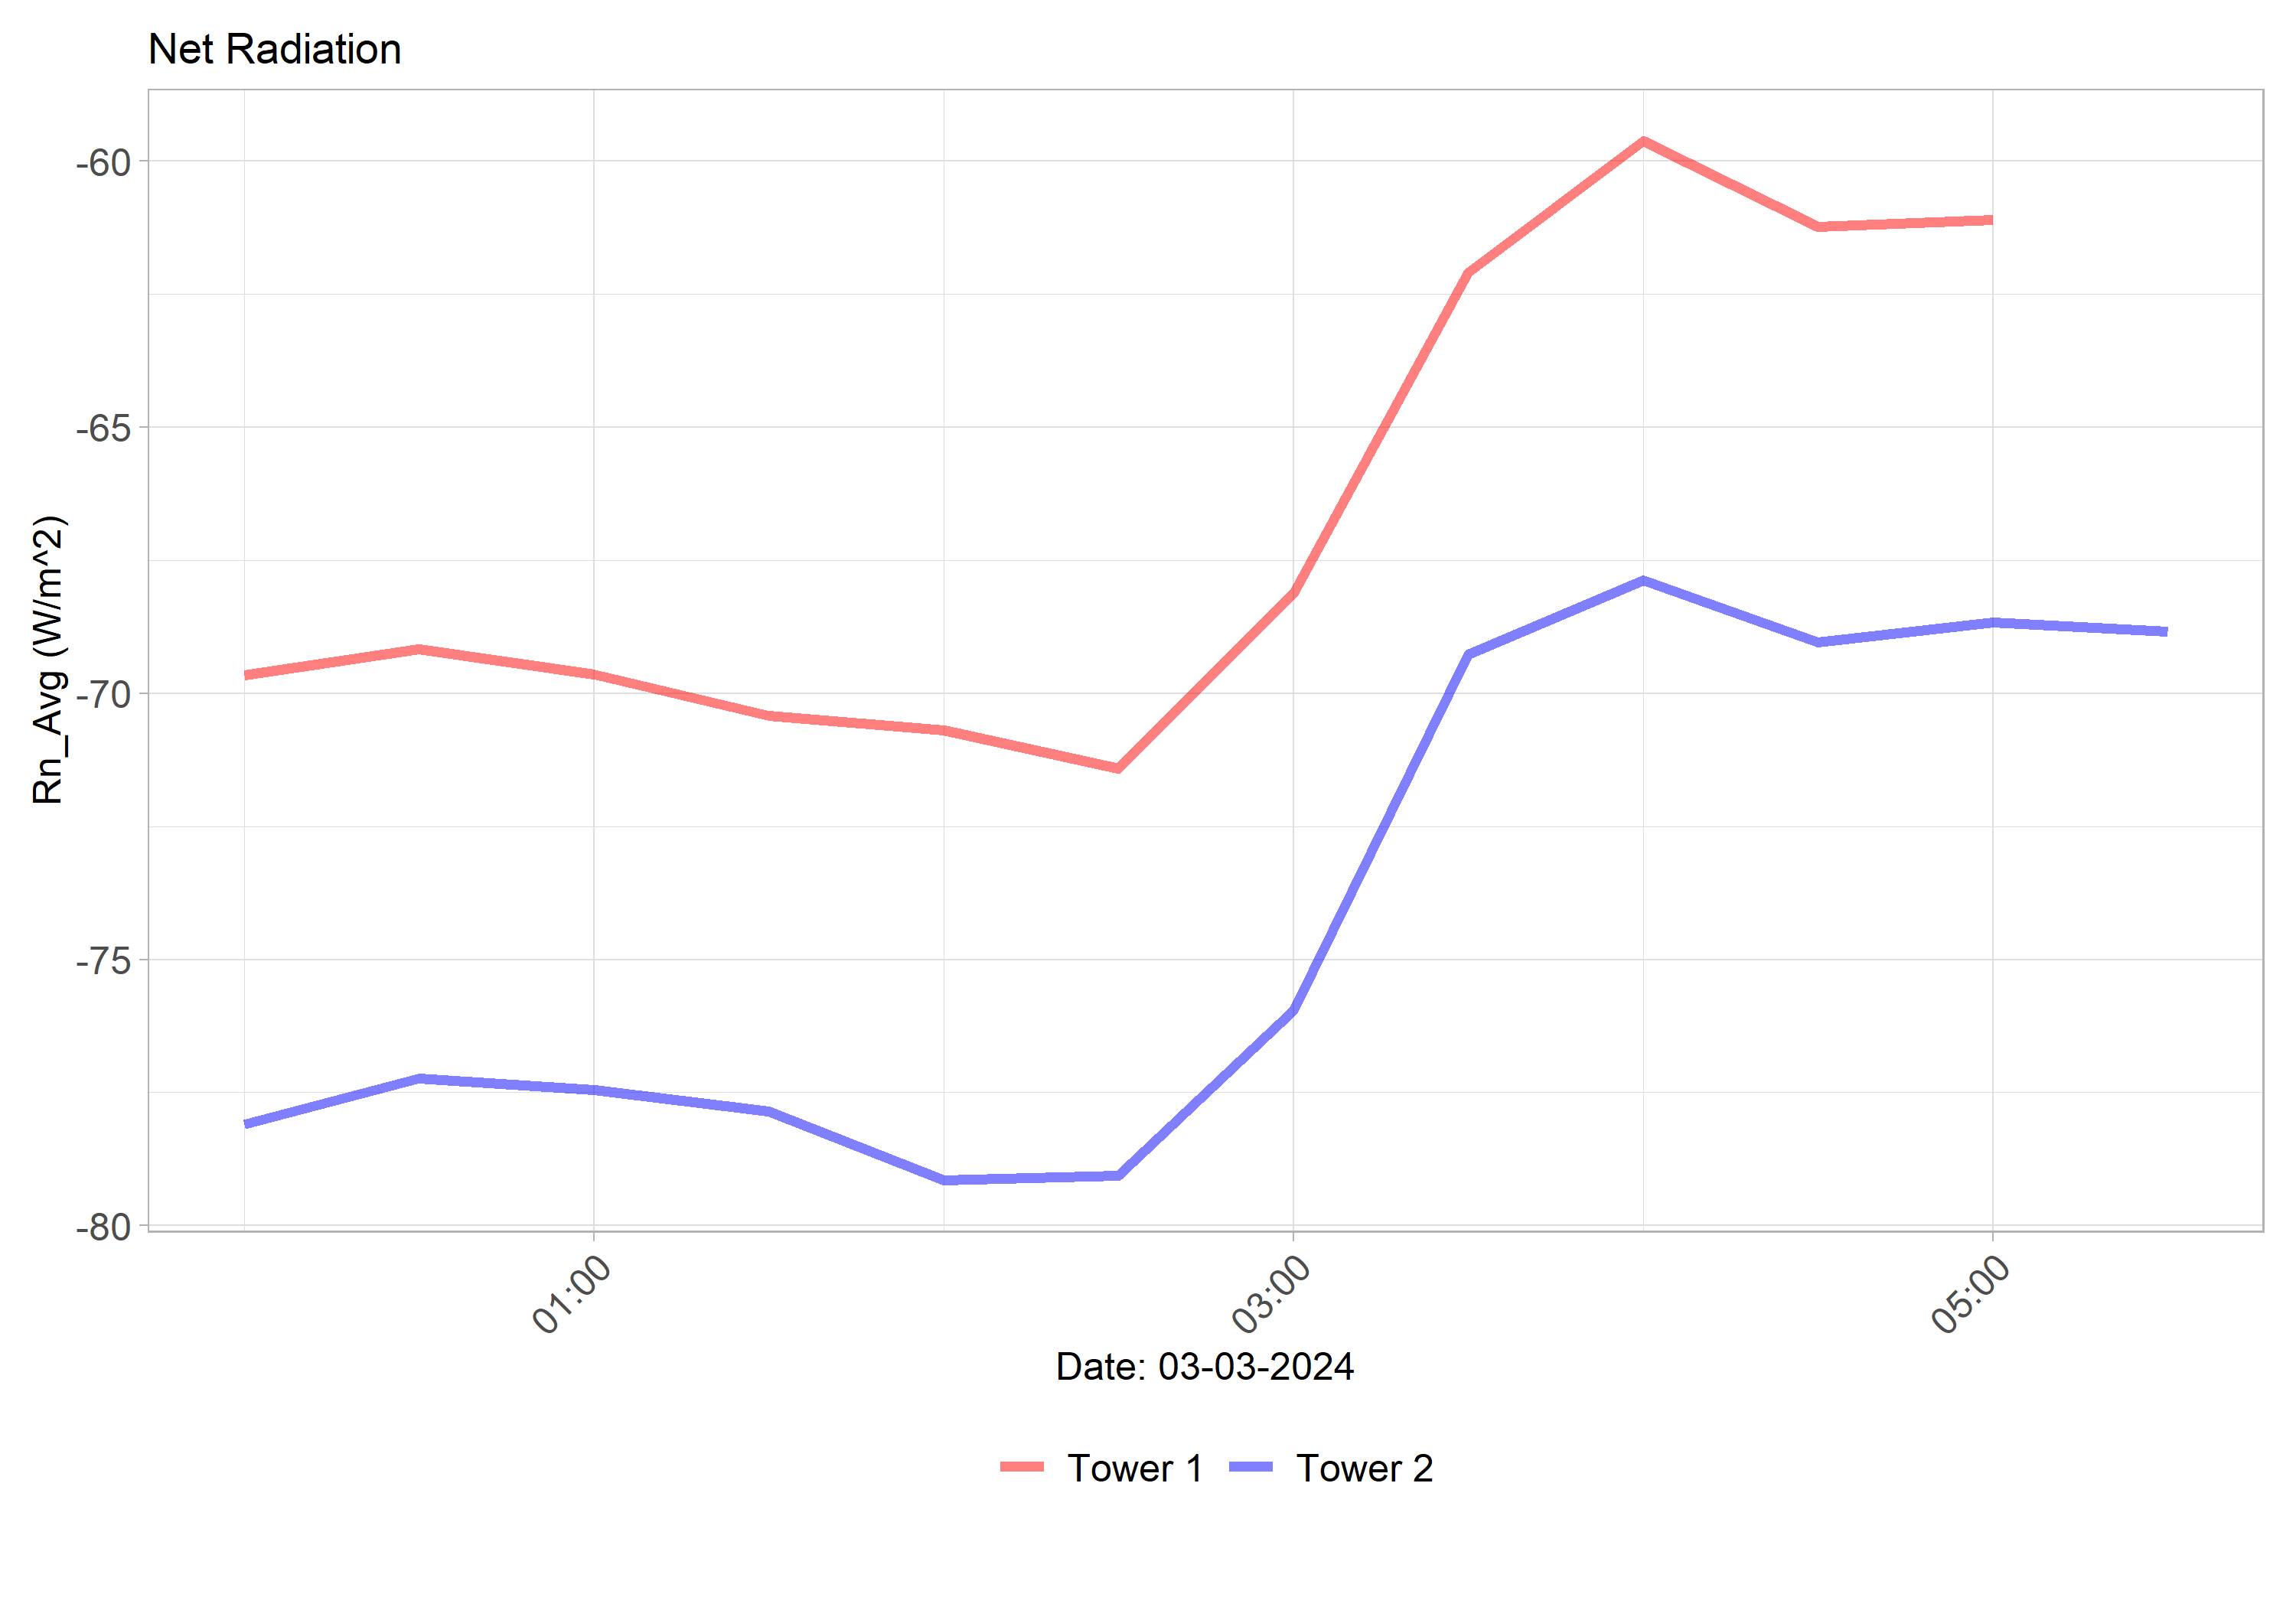 Net Radiation
-60
-65
-70
-75
-80
Rn_Avg (W/m^2)
01:00
03:00
05:00
Date: 03-03-2024
Tower 1
Tower 2